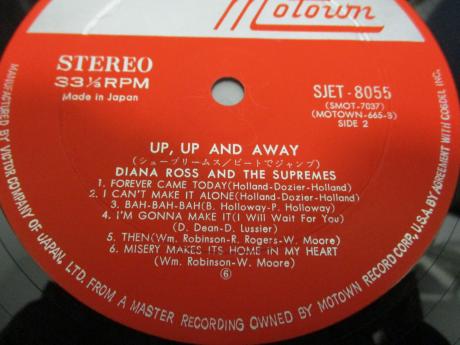 Motown
STEREO
33⅓RPM
Made in Japan
SJET-8055
(SMOT-7037)
(MOTOWN-665-B)
SIDE 2
UP, UP AND AWAY
(シュープリームス/ビートでジャンプ)
DIANA ROSS AND THE SUPREMES
1. FOREVER CAME TODAY(Holland-Dozier-Holland)
2. I CAN'T MAKE IT ALONE(Holland-Dozier-Holland)
3. BAH-BAH-BAH(B. Holloway-P. Holloway)
4. I'M GONNA MAKE IT(I Will Wait For You)
(D. Dean-D. Lussier)
5. THEN(Wm. Robinson-R. Rogers-W. Moore)
6. MISERY MAKES ITS HOME IN MY HEART
(Wm. Robinson-W. Moore)
⑥
MANUFACTURED BY VICTOR COMPANY OF JAPAN, LTD. FROM A MASTER RECORDING OWNED BY MOTOWN RECORD CORP., U.S.A. BY AGREEMENT WITH COBDEL INC.